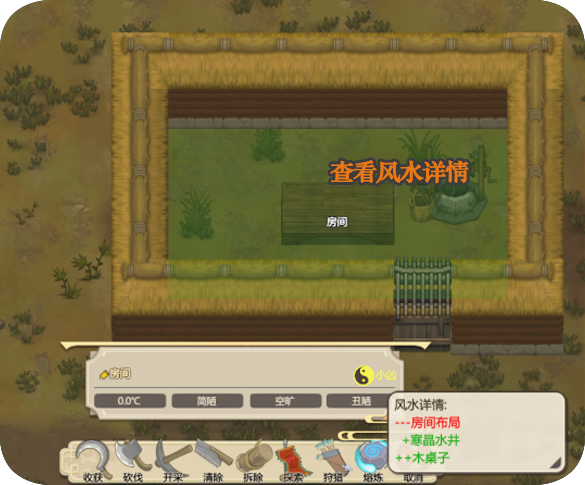 查看风水详情
房间
房间
小凶
0.0℃ 简陋 空旷 丑陋
风水详情:
---房间布局
+寒晶水井
++木桌子
收获 砍伐 开采 清除 拆除 探索 狩猎 熔炼 取消